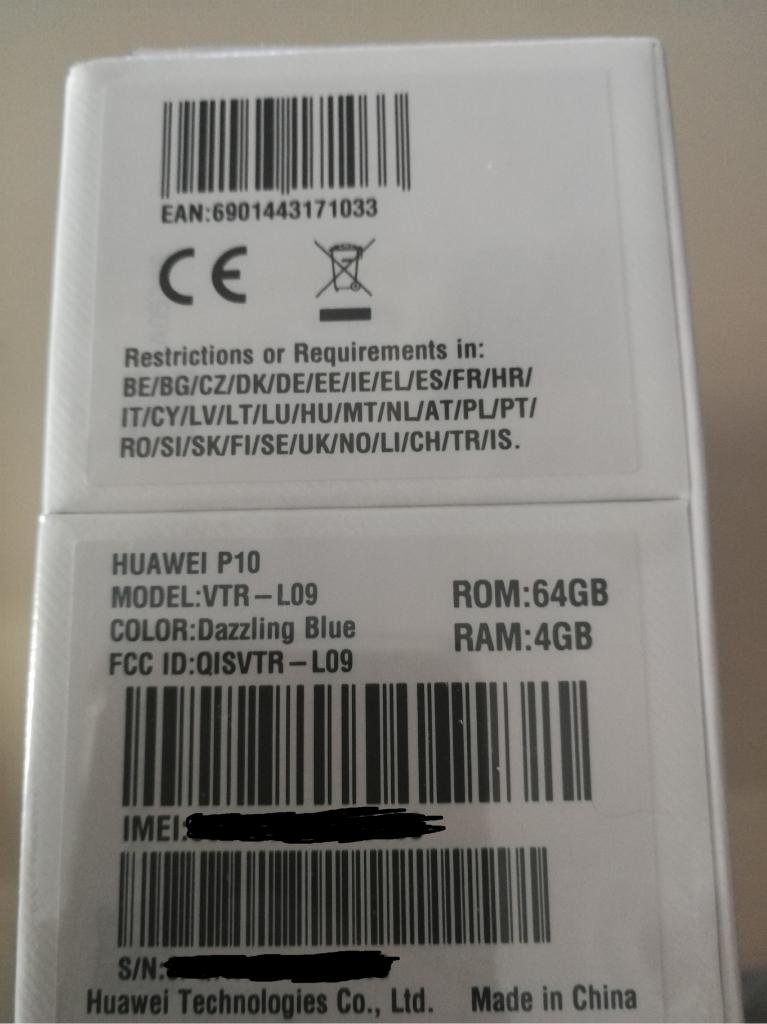 EAN:6901443171033
CE
Restrictions or Requirements in:
BE/BG/CZ/DK/DE/EE/IE/EL/ES/FR/HR/
IT/CY/LV/LT/LU/HU/MT/NL/AT/PL/PT/
RO/SI/SK/FI/SE/UK/NO/LI/CH/TR/IS.
HUAWEI P10
MODEL:VTR-L09
ROM:64GB
COLOR:Dazzling Blue
RAM:4GB
FCC ID:QISVTR-L09
IMEI:
S/N:
Huawei Technologies Co., Ltd. Made in China